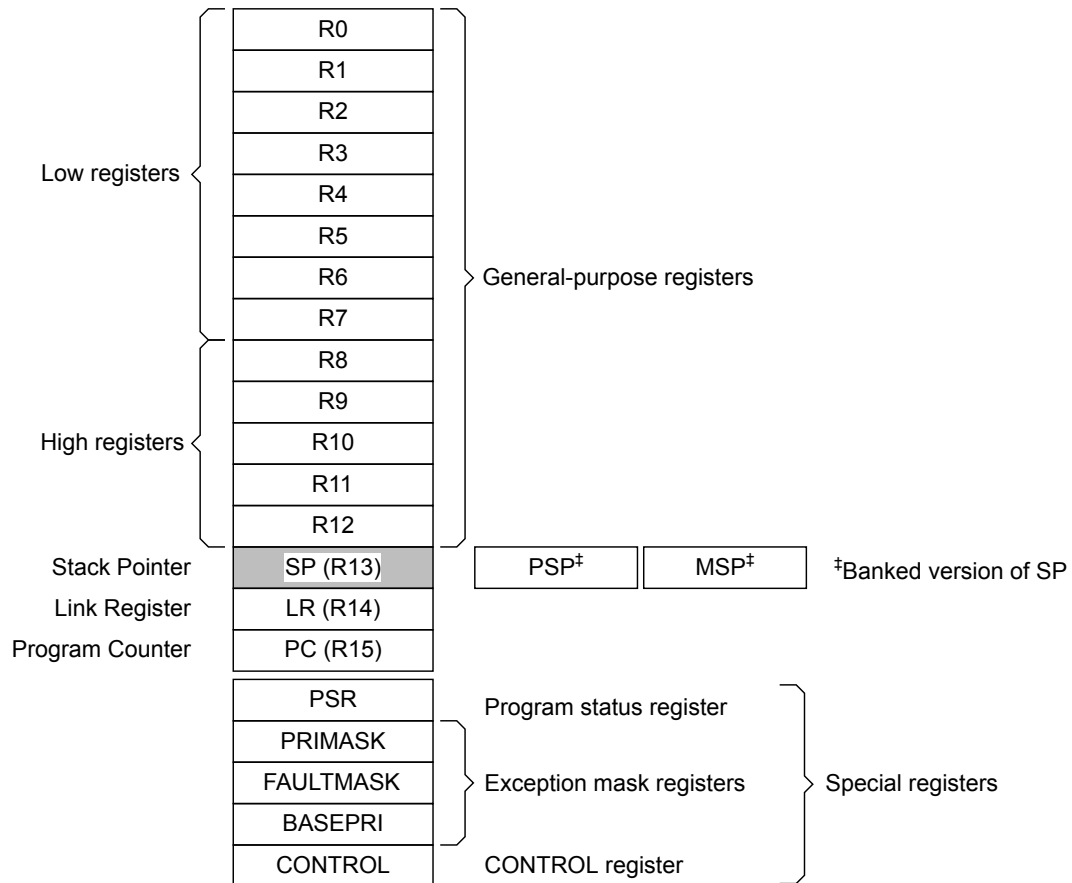 R0
R1
R2
R3
Low registers
R4
R5
R6
General-purpose registers
R7
R8
R9
High registers
R10
R11
R12
Stack Pointer SP (R13) PSP‡ MSP‡ ‡Banked version of SP
Link Register LR (R14)
Program Counter PC (R15)
PSR Program status register
PRIMASK
FAULTMASK Exception mask registers Special registers
BASEPRI
CONTROL CONTROL register